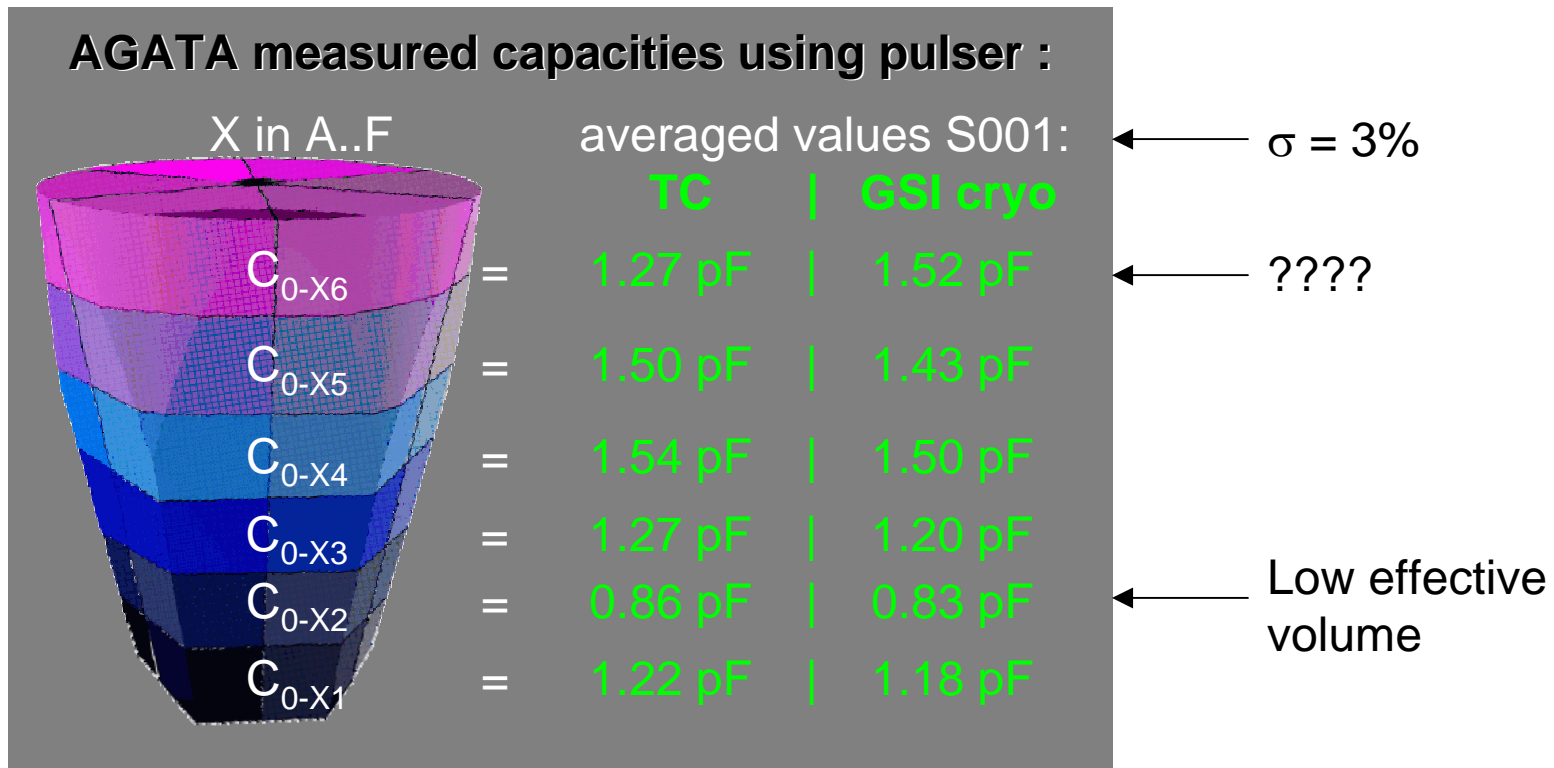 AGATA measured capacities using pulser :
X in A..F averaged values S001: σ = 3%
TC | GSI cryo
C0-X6 = 1.27 pF | 1.52 pF ????
C0-X5 = 1.50 pF | 1.43 pF
C0-X4 = 1.54 pF | 1.50 pF
C0-X3 = 1.27 pF | 1.20 pF
C0-X2 = 0.86 pF | 0.83 pF Low effective
volume
C0-X1 = 1.22 pF | 1.18 pF